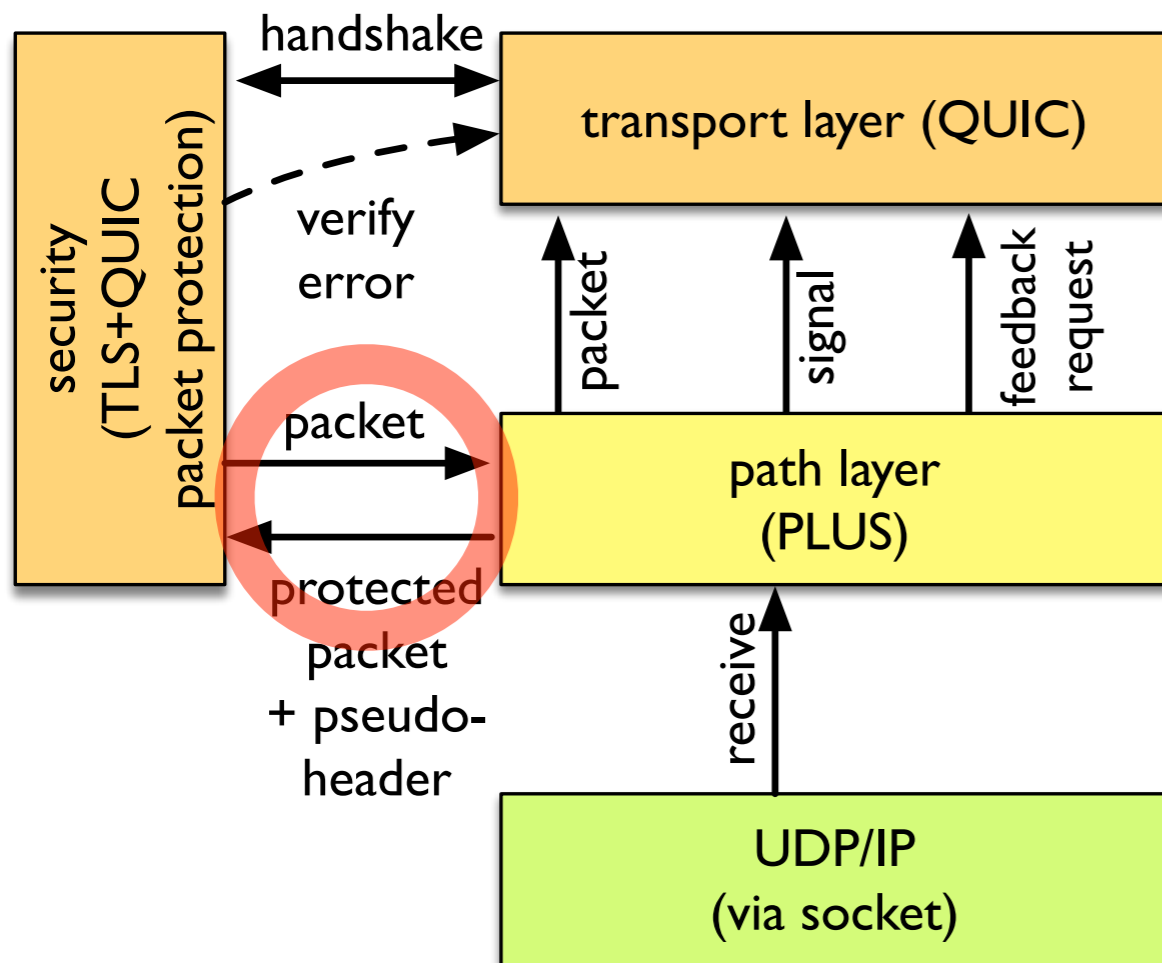 handshake
transport layer (QUIC)
security
(TLS+QUIC
packet protection)
verify
error
packet
signal
feedback
request
packet
path layer
(PLUS)
protected
packet
+ pseudo-
header
receive
UDP/IP
(via socket)